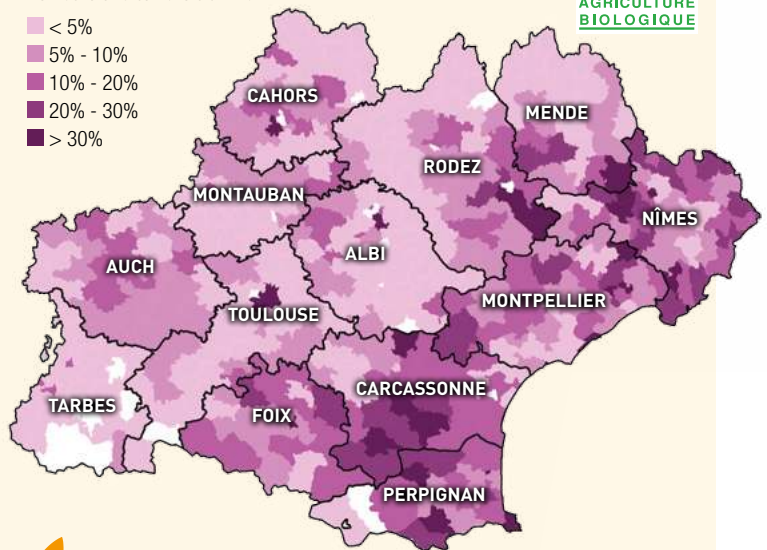 AGRICULTURE
BIOLOGIQUE
< 5%
5% - 10%
10% - 20%
20% - 30%
> 30%
CAHORS
MENDE
RODEZ
MONTAUBAN
NÎMES
ALBI
AUCH
MONTPELLIER
TOULOUSE
CARCASSONNE
TARBES
FOIX
PERPIGNAN